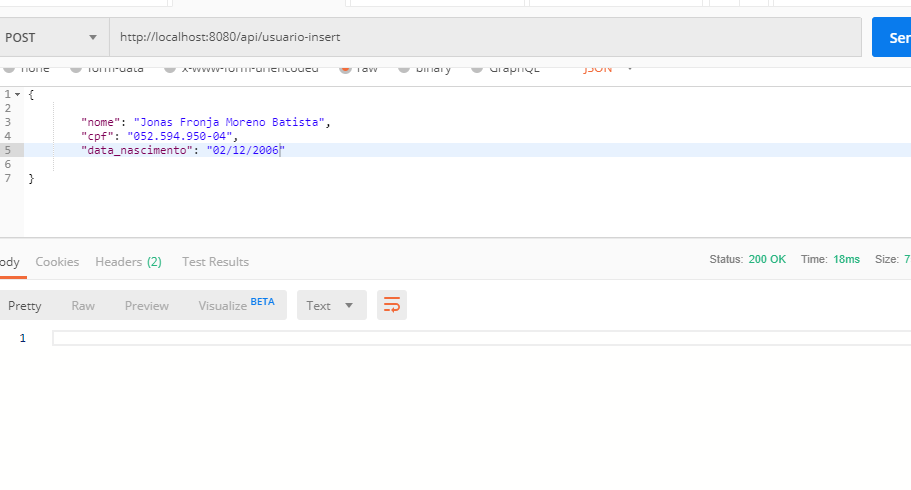 POST http://localhost:8080/api/usuario-insert Sen
none form-data x-www-form-urlencoded raw binary GraphQL JSON
1 {
2
3 "nome": "Jonas Fronja Moreno Batista",
4 "cpf": "052.594.950-04",
5 "data_nascimento": "02/12/2006"
6
7 }
ody Cookies Headers (2) Test Results Status: 200 OK Time: 18ms Size: 7
Pretty Raw Preview Visualize BETA Text
1